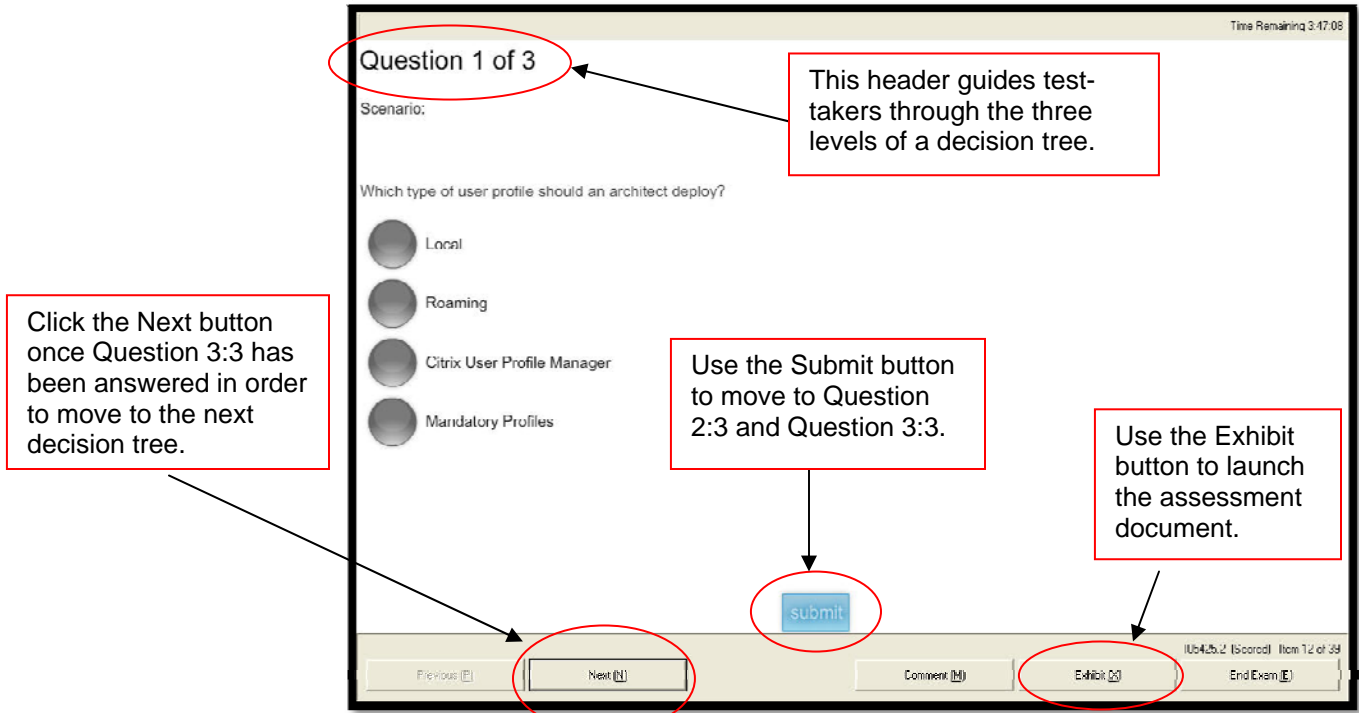 Time Remaining 3:47:08
Question 1 of 3
This header guides test-
takers through the three
levels of a decision tree.
Scenario:
Which type of user profile should an architect deploy?
Local
Roaming
Citrix User Profile Manager
Mandatory Profiles
Click the Next button
once Question 3:3 has
been answered in order
to move to the next
decision tree.
Use the Submit button
to move to Question
2:3 and Question 3:3.
Use the Exhibit
button to launch
the assessment
document.
submit
[Scored] Item 12 of 39
Previous (P)
Next (N)
Comment (M)
Exhibit (X)
End Exam (E)